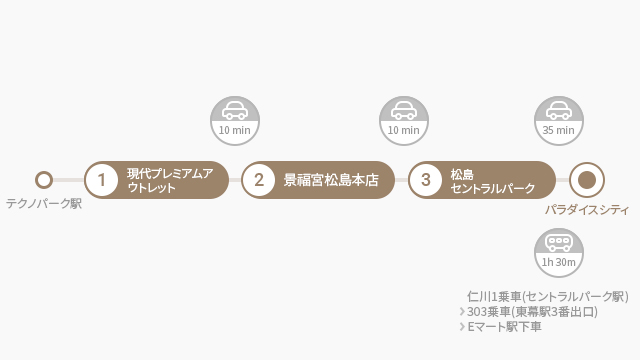 10 min
10 min
35 min
1
現代プレミアムア
ウトレット
2
景福宮松島本店
3
松島
セントラルパーク
テクノパーク駅
パラダイスシティ
1h 30m
仁川1乗車(セントラルパーク駅)
303乗車(東幕駅3番出口)
Eマート駅下車